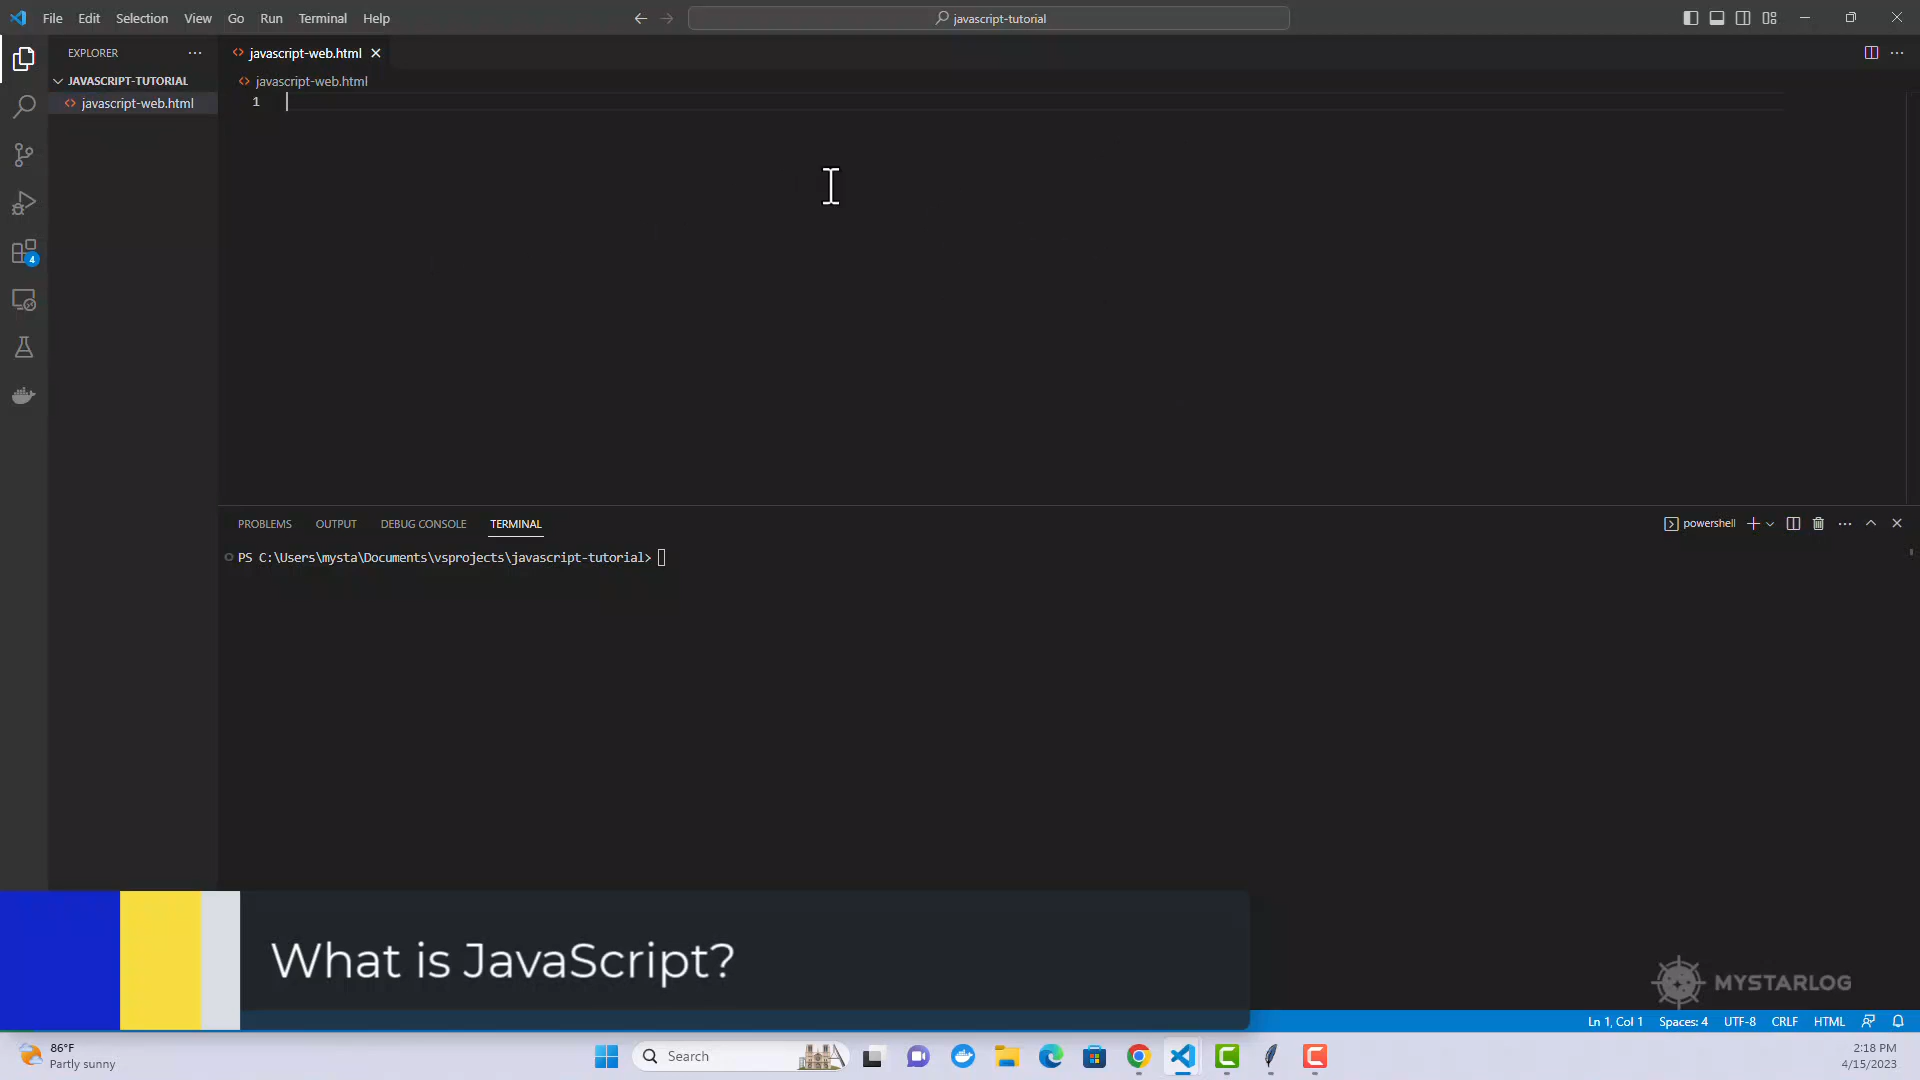 File Edit Selection View Go Run Terminal Help
javascript-tutorial
EXPLORER
javascript-web.html
JAVASCRIPT-TUTORIAL
javascript-web.html
javascript-web.html
1
4
PROBLEMS OUTPUT DEBUG CONSOLE TERMINAL
powershell
PS C:\Users\mysta\Documents\vsprojects\javascript-tutorial>
What is JavaScript?
MYSTARLOG
Ln 1, Col 1 Spaces: 4 UTF-8 CRLF HTML
86°F
Partly sunny
Search
2:18 PM
4/15/2023